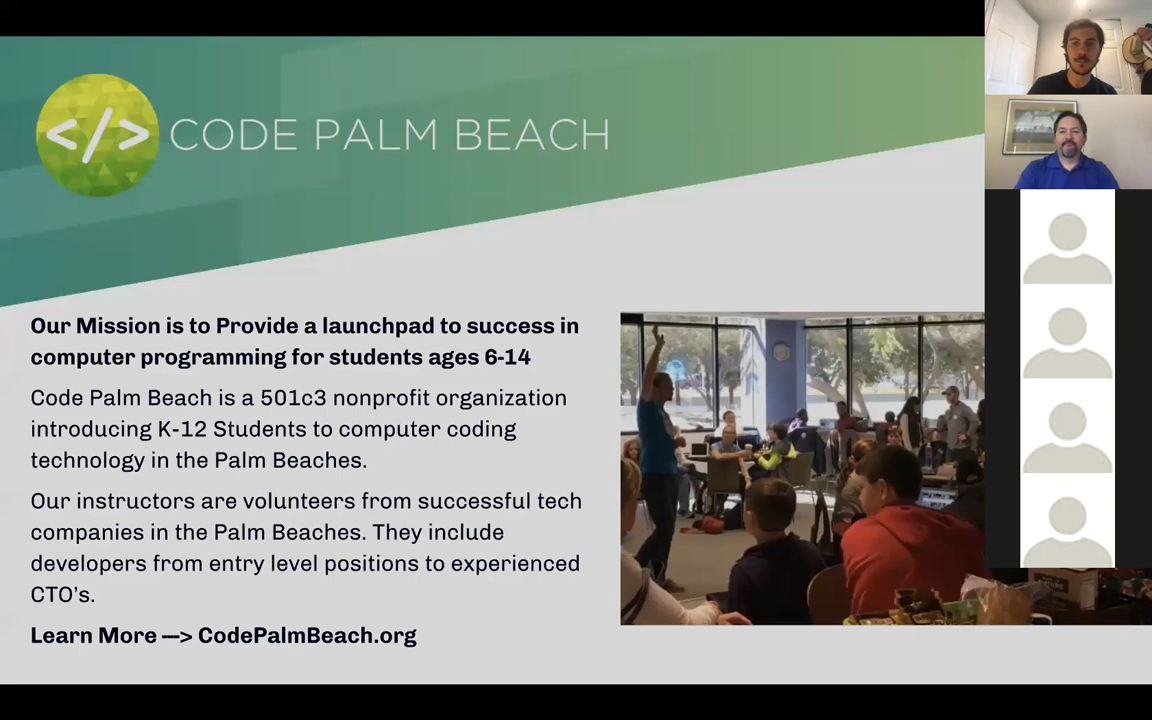 </> CODE PALM BEACH
Our Mission is to Provide a launchpad to success in
computer programming for students ages 6-14
Code Palm Beach is a 501c3 nonprofit organization
introducing K-12 Students to computer coding
technology in the Palm Beaches.
Our instructors are volunteers from successful tech
companies in the Palm Beaches. They include
developers from entry level positions to experienced
CTO's.
Learn More —> CodePalmBeach.org